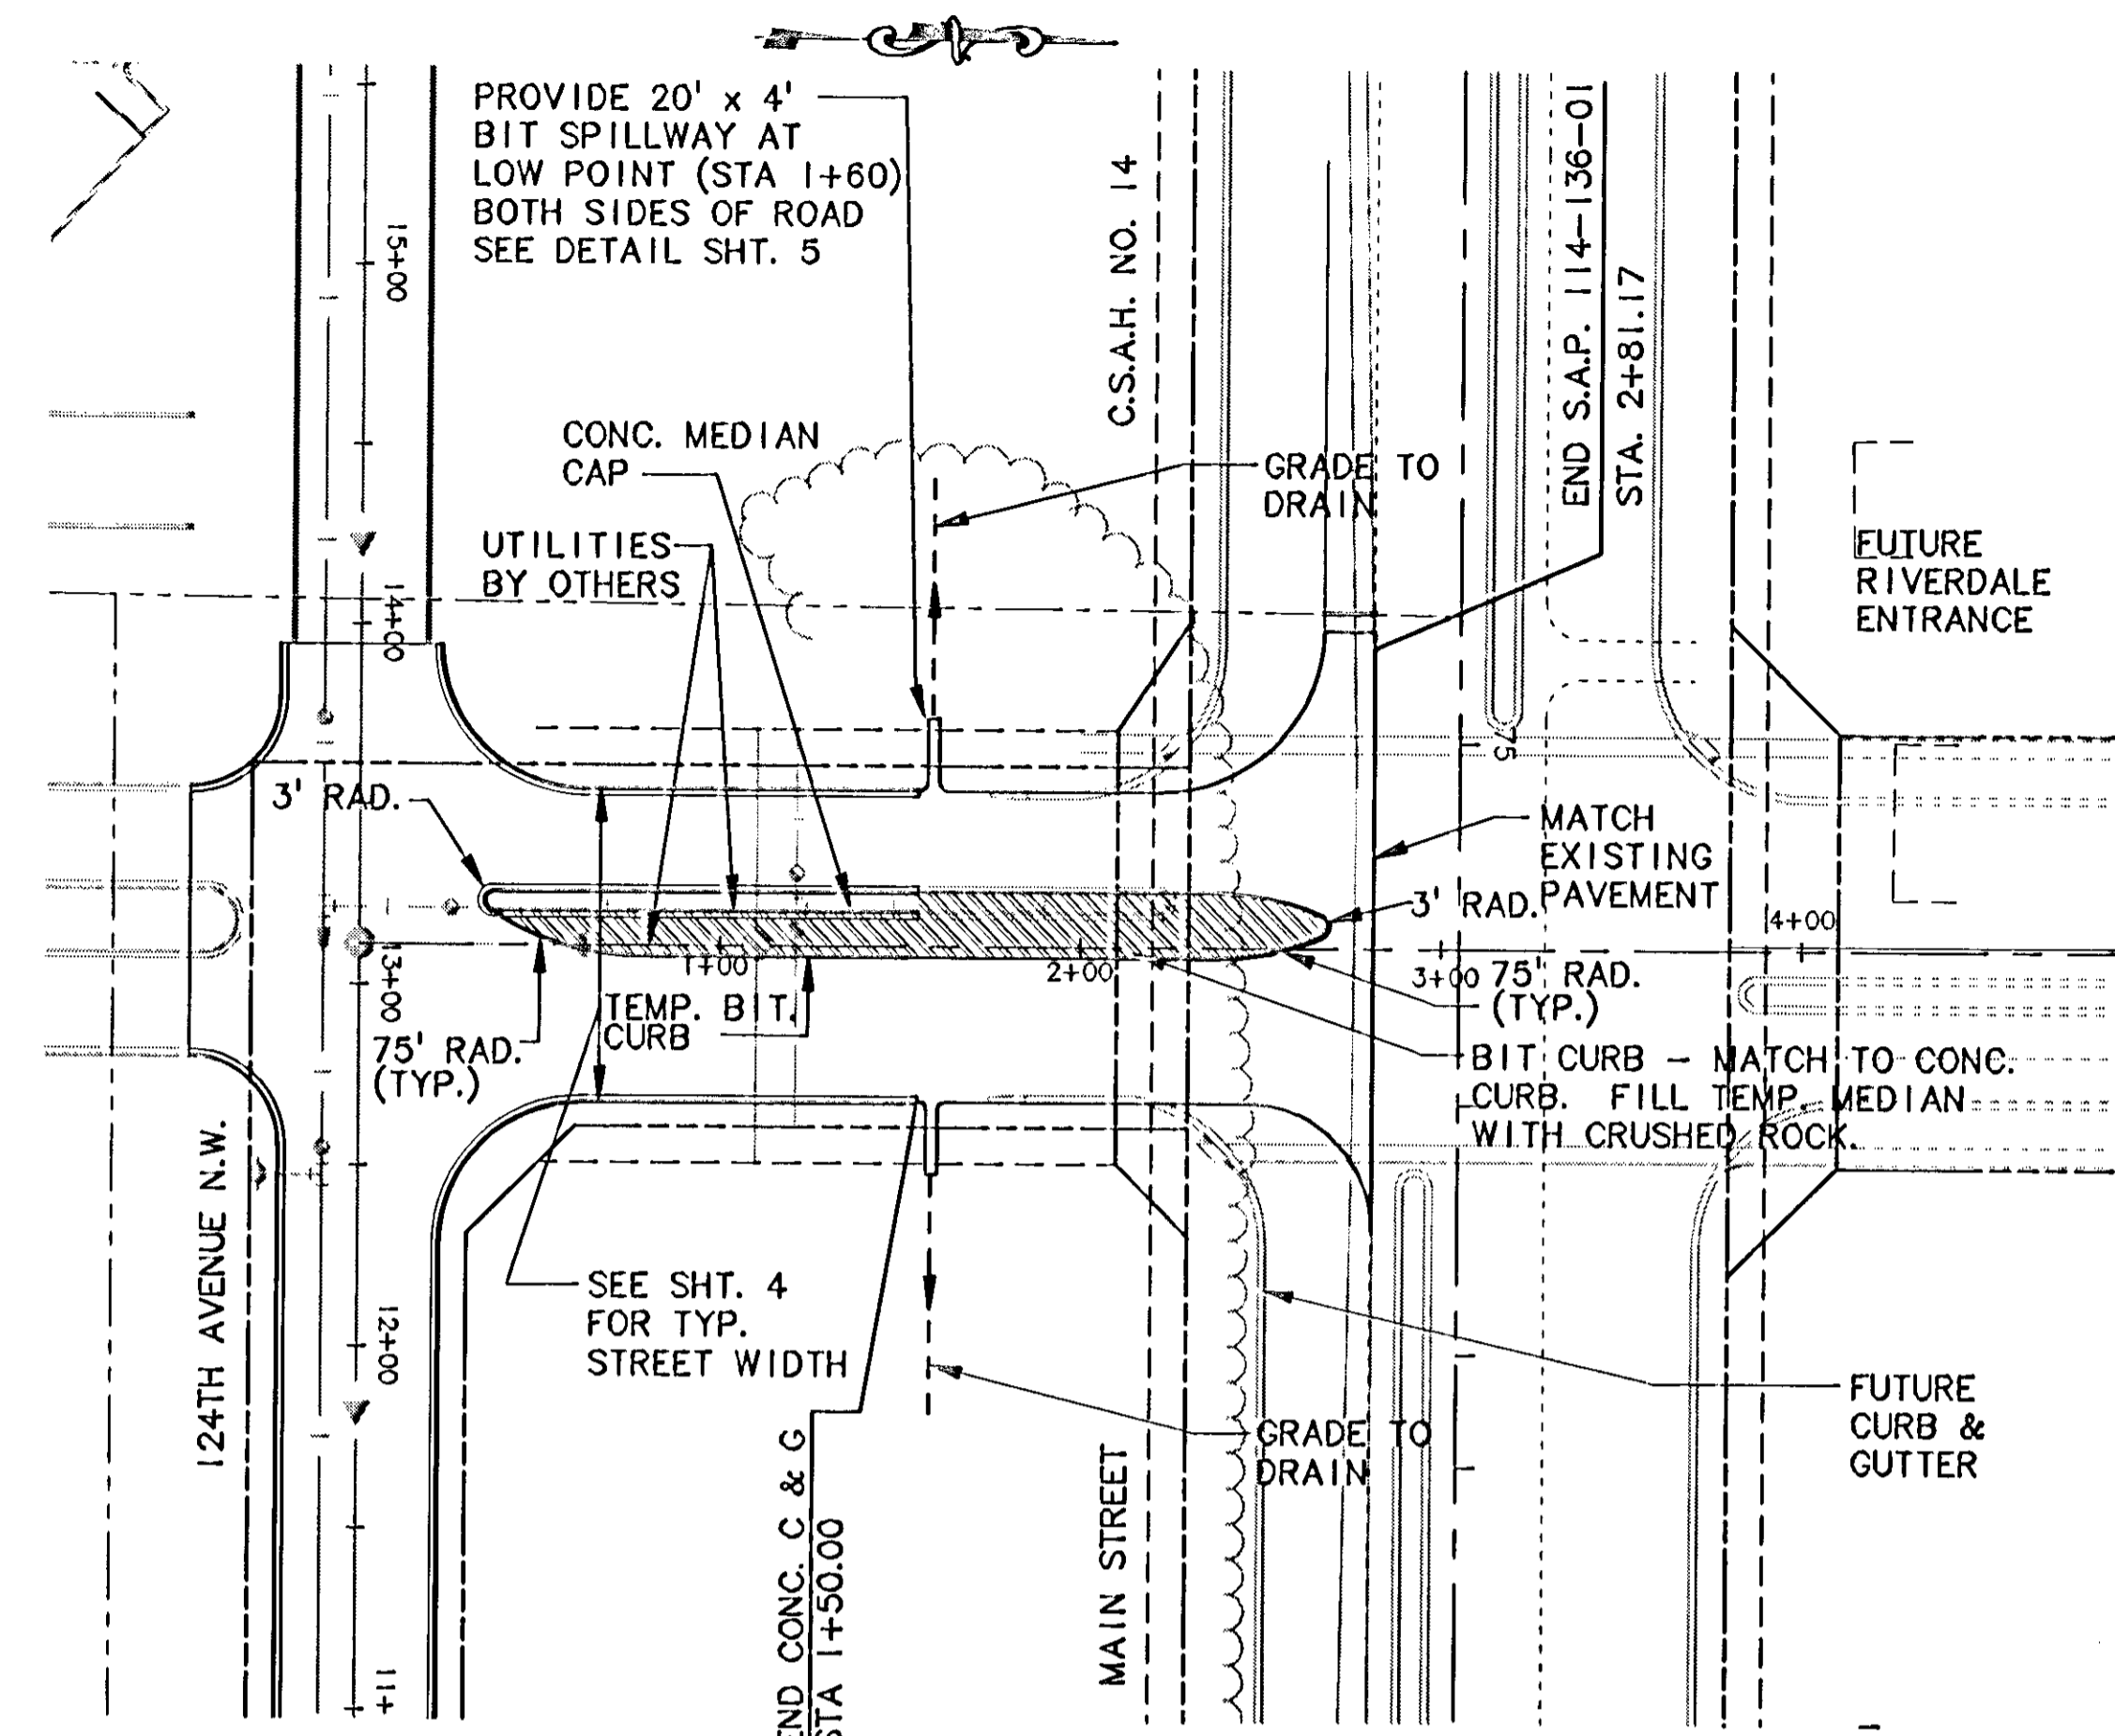 PROVIDE 20' x 4'
BIT SPILLWAY AT
LOW POINT (STA 1+60)
BOTH SIDES OF ROAD
SEE DETAIL SHT. 5
15+00
C.S.A.H. NO. 14
END S.A.P. 114-136-01
STA. 2+81.17
CONC. MEDIAN
CAP
GRADE TO
DRAIN
UTILITIES
BY OTHERS
14+00
FUTURE
RIVERDALE
ENTRANCE
75
3' RAD.
MATCH
EXISTING
PAVEMENT
3' RAD.
4+00
13+00
1+00
2+00
3+00
75' RAD.
(TYP.)
TEMP. BIT.
CURB
75' RAD.
(TYP.)
BIT CURB - MATCH TO CONC.
CURB. FILL TEMP. MEDIAN
WITH CRUSHED ROCK.
124TH AVENUE N.W.
SEE SHT. 4
FOR TYP.
STREET WIDTH
12+00
GRADE TO
DRAIN
FUTURE
CURB &
GUTTER
END CONC. C & G
STA 1+50.00
MAIN STREET
11+